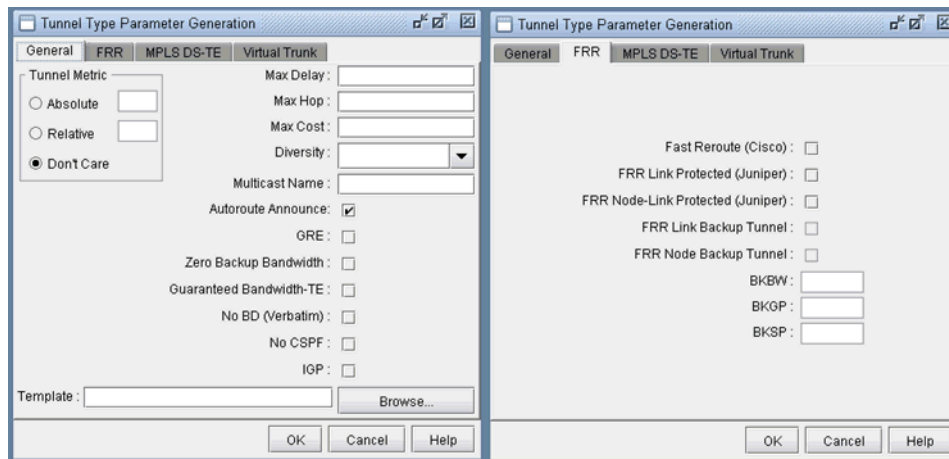 Tunnel Type Parameter Generation
General FRR MPLS DS-TE Virtual Trunk
Tunnel Metric
Absolute
Relative
Don't Care
Max Delay :
Max Hop :
Max Cost :
Diversity :
Multicast Name :
Autoroute Announce:
GRE :
Zero Backup Bandwidth :
Guaranteed Bandwidth-TE :
No BD (Verbatim) :
No CSPF :
IGP :
Template : Browse...
OK Cancel Help
Tunnel Type Parameter Generation
General FRR MPLS DS-TE Virtual Trunk
Fast Reroute (Cisco) :
FRR Link Protected (Juniper) :
FRR Node-Link Protected (Juniper) :
FRR Link Backup Tunnel :
FRR Node Backup Tunnel :
BKBW :
BKGP :
BKSP :
OK Cancel Help